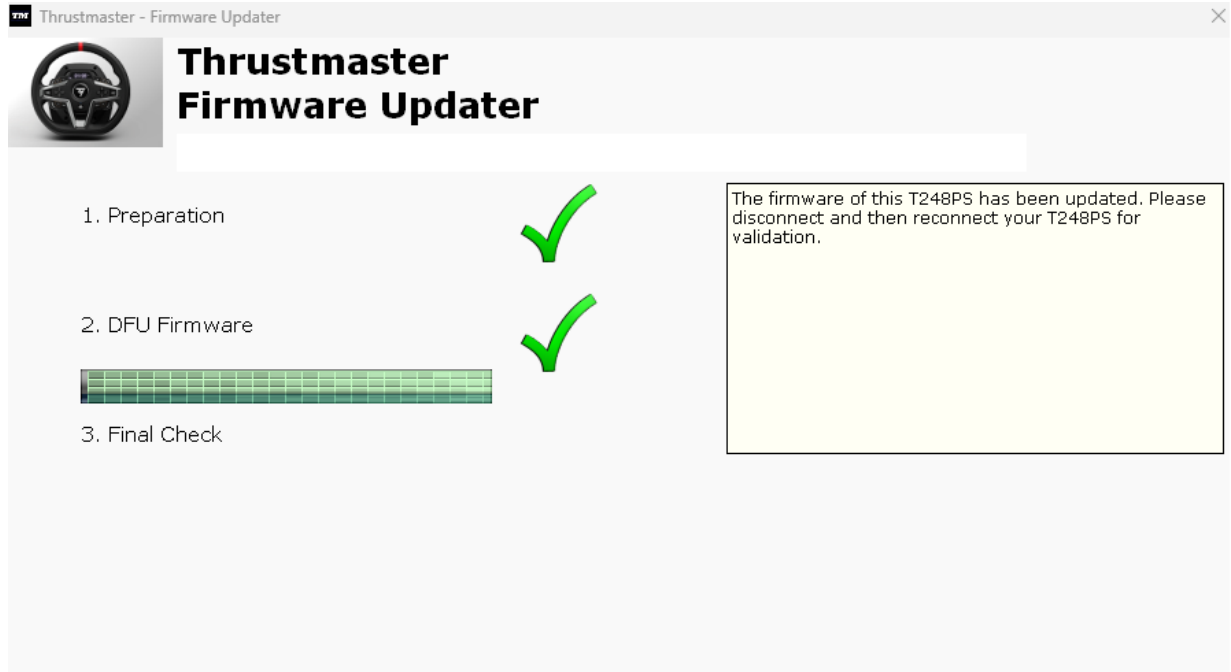 TM Thrustmaster - Firmware Updater
Thrustmaster
Firmware Updater
1. Preparation
The firmware of this T248PS has been updated. Please
disconnect and then reconnect your T248PS for
validation.
2. DFU Firmware
3. Final Check